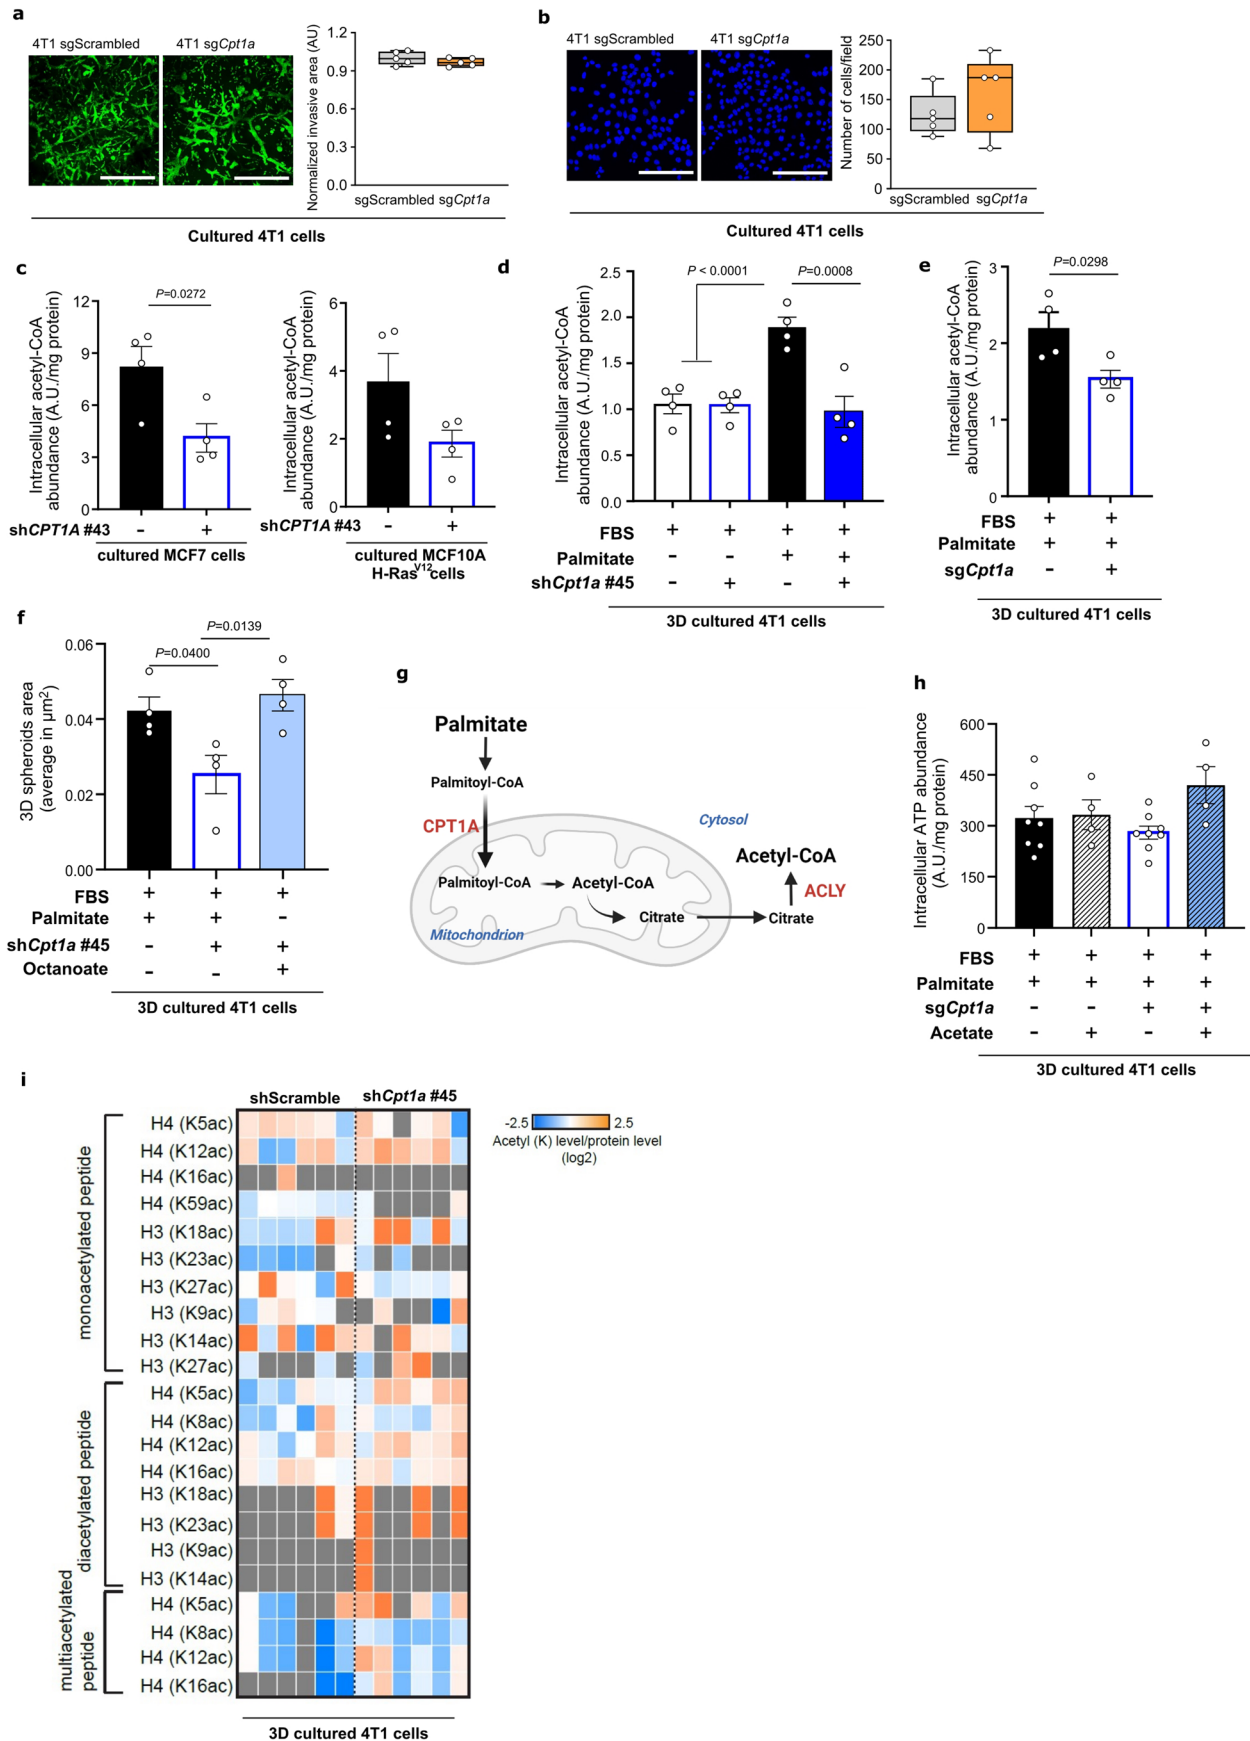 a
4T1 sgScrambled
4T1 sgCpt1a
Normalized invasive area (AU)
1.2
0.9
0.6
0.3
0.0
sgScrambled sgCpt1a
Cultured 4T1 cells
b
4T1 sgScrambled
4T1 sgCpt1a
Number of cells/field
250
200
150
100
50
0
sgScrambled sgCpt1a
Cultured 4T1 cells
c
Intracellular acetyl-CoA
abundance (A.U./mg protein)
12
9
6
3
0
P=0.0272
shCPT1A #43 - +
cultured MCF7 cells
Intracellular acetyl-CoA
abundance (A.U./mg protein)
6
4
2
0
shCPT1A #43 - +
cultured MCF10A
H-RasV12cells
d
Intracellular acetyl-CoA
abundance (A.U./mg protein)
2.5
2.0
1.5
1.0
0.5
0.0
P < 0.0001
P=0.0008
FBS + + + +
Palmitate - - + +
shCpt1a #45 - + - +
3D cultured 4T1 cells
e
Intracellular acetyl-CoA
abundance (A.U./mg protein)
3
2
1
0
P=0.0298
FBS + +
Palmitate + +
sgCpt1a - +
3D cultured 4T1 cells
f
3D spheroids area
(average in µm2)
0.06
0.04
0.02
0.00
P=0.0139
P=0.0400
FBS + + +
Palmitate + + -
shCpt1a #45 - + +
Octanoate - - +
3D cultured 4T1 cells
g
Palmitate
Palmitoyl-CoA
CPT1A
Cytosol
Palmitoyl-CoA
Acetyl-CoA
Acetyl-CoA
ACLY
Citrate
Citrate
Mitochondrion
h
Intracellular ATP abundance
(A.U./mg protein)
600
450
300
150
0
FBS + + + +
Palmitate + + + +
sgCpt1a - - + +
Acetate - + - +
3D cultured 4T1 cells
i
shScramble
shCpt1a #45
-2.5
2.5
Acetyl (K) level/protein level
(log2)
monoacetylated peptide
H4 (K5ac)
H4 (K12ac)
H4 (K16ac)
H4 (K59ac)
H3 (K18ac)
H3 (K23ac)
H3 (K27ac)
H3 (K9ac)
H3 (K14ac)
H3 (K27ac)
diacetylated peptide
H4 (K5ac)
H4 (K8ac)
H4 (K12ac)
H4 (K16ac)
H3 (K18ac)
H3 (K23ac)
H3 (K9ac)
H3 (K14ac)
multiacetylated
peptide
H4 (K5ac)
H4 (K8ac)
H4 (K12ac)
H4 (K16ac)
3D cultured 4T1 cells